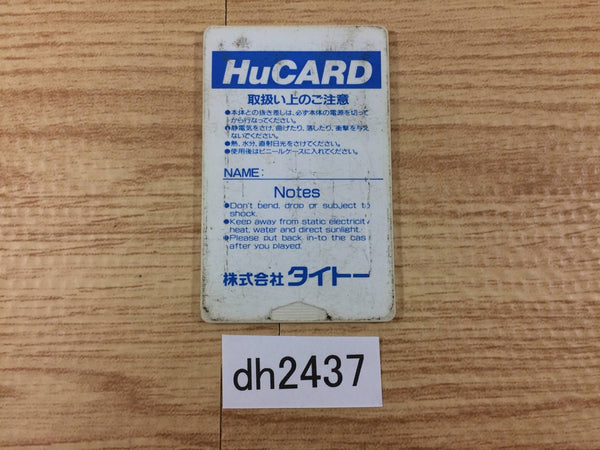 HuCARD
取扱い上のご注意
●本体との抜き差しは、必ず本体の電源を切って
から行なってください。
●静電気をさけ、曲げたり、落したり、衝撃を与え
ないでください。
●熱、水分、直射日光をさけてください。
●使用後はビニールケースに入れてください。
NAME:
Notes
●Don't bend, drop or subject to
shock.
●Keep away from static electricity
heat, water and direct sunlight.
●Please put back in-to the cas
after you played.
株式会社 タイトー
dh2437